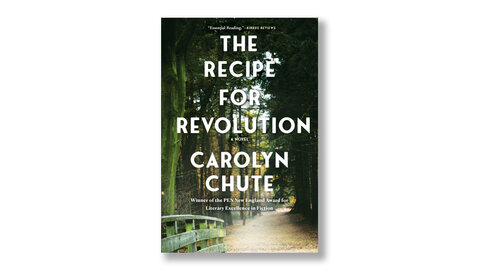 "Essential Reading." —KIRKUS REVIEWS
THE
RECIPE
FOR
REVOLUTION
A NOVEL
CAROLYN
CHUTE
Winner of the PEN New England Award for
Literary Excellence in Fiction